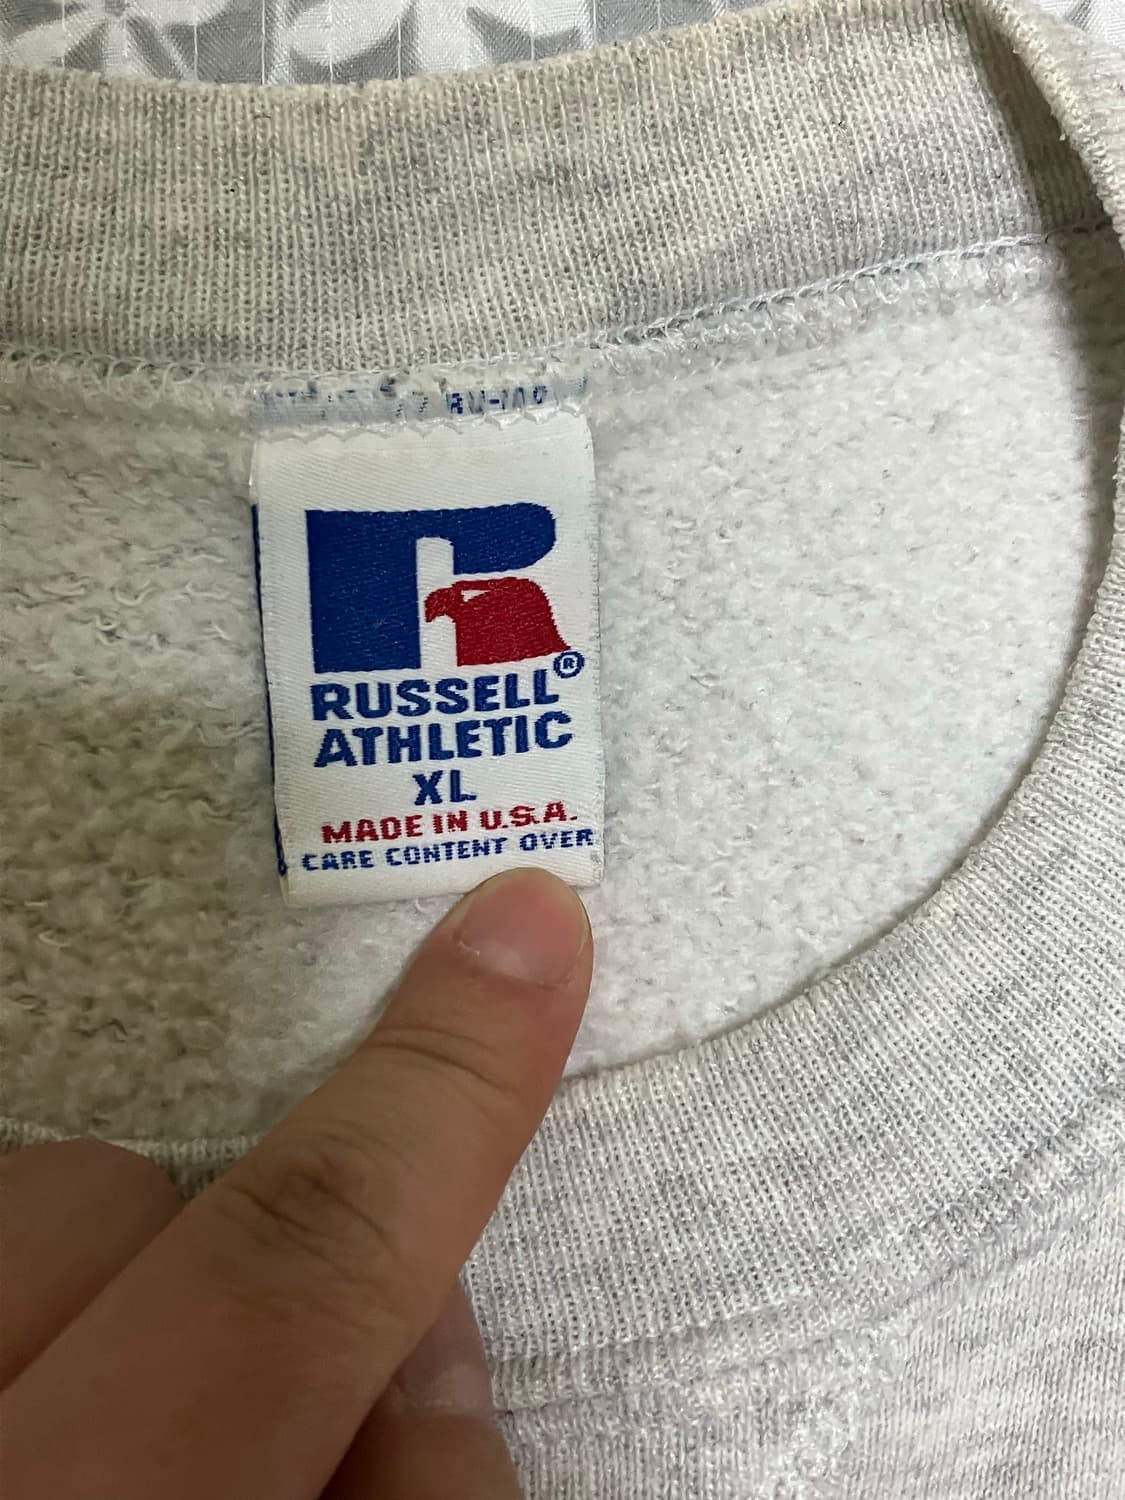 R
®
RUSSELL
ATHLETIC
XL
MADE IN U.S.A.
CARE CONTENT OVER